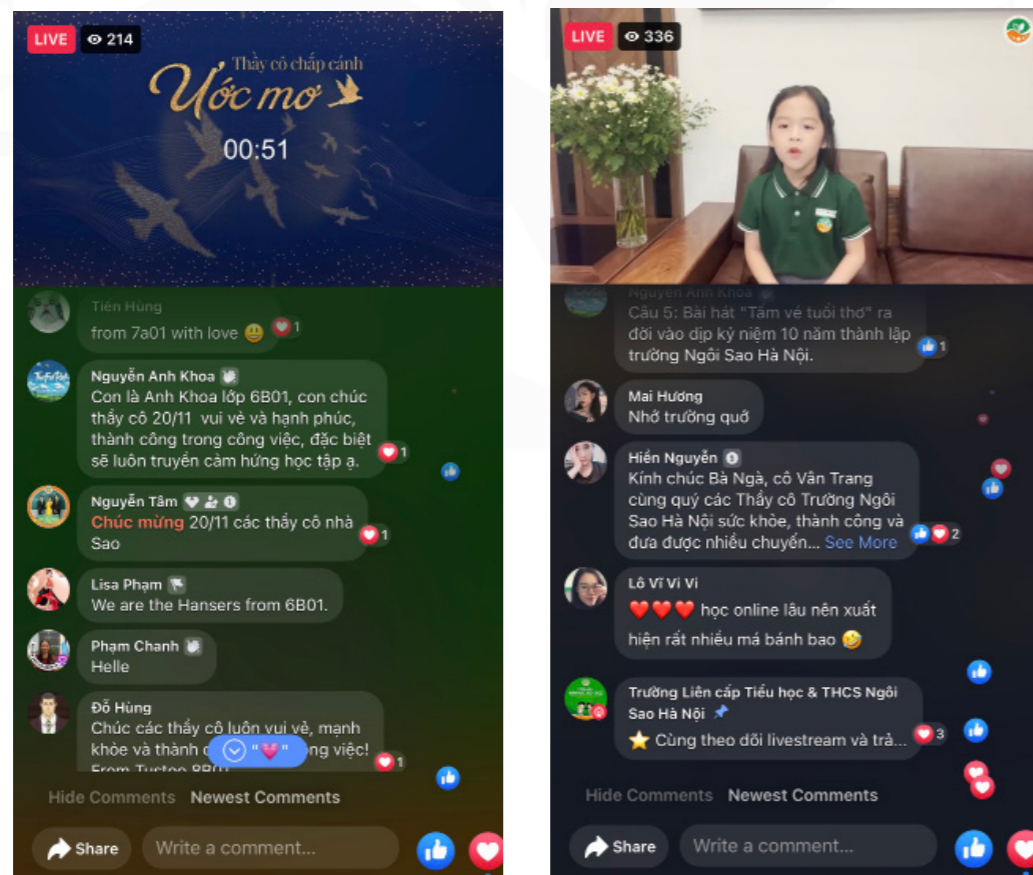 LIVE 214
Thầy cô chắp cánh
Ước mơ
00:51
Tiến Hùng
from 7a01 with love 😃
1
Nguyễn Anh Khoa
Con là Anh Khoa lớp 6B01, con chúc
thầy cô 20/11 vui vẻ và hạnh phúc,
thành công trong công việc, đặc biệt
sẽ luôn truyền cảm hứng học tập ạ.
1
Nguyễn Tâm
Chúc mừng 20/11 các thầy cô nhà
Sao
1
Lisa Phạm
We are the Hansers from 6B01.
Phạm Chanh
Helle
Đỗ Hùng
Chúc các thầy cô luôn vui vẻ, mạnh
khỏe và thành ng việc!
" 💗 "
1
From Tustoo 8B01
Hide Comments Newest Comments
Share Write a comment...
LIVE 336
Nguyễn Anh Khoa
Câu 5: Bài hát "Tấm vé tuổi thơ" ra
đời vào dịp kỷ niệm 10 năm thành lập
trường Ngôi Sao Hà Nội.
1
Mai Hương
Nhớ trường quớ
Hiền Nguyễn
Kính chúc Bà Ngà, cô Vân Trang
cùng quý các Thầy cô Trường Ngôi
Sao Hà Nội sức khỏe, thành công và
đưa được nhiều chuyến... See More
2
Lô Vĩ Vi Vi
❤️❤️❤️ học online lâu nên xuất
hiện rất nhiều má bánh bao 🤣
Trường Liên cấp Tiểu học & THCS Ngôi
Sao Hà Nội 📌
⭐ Cùng theo dõi livestream và trả...
3
Hide Comments Newest Comments
Share Write a comment...